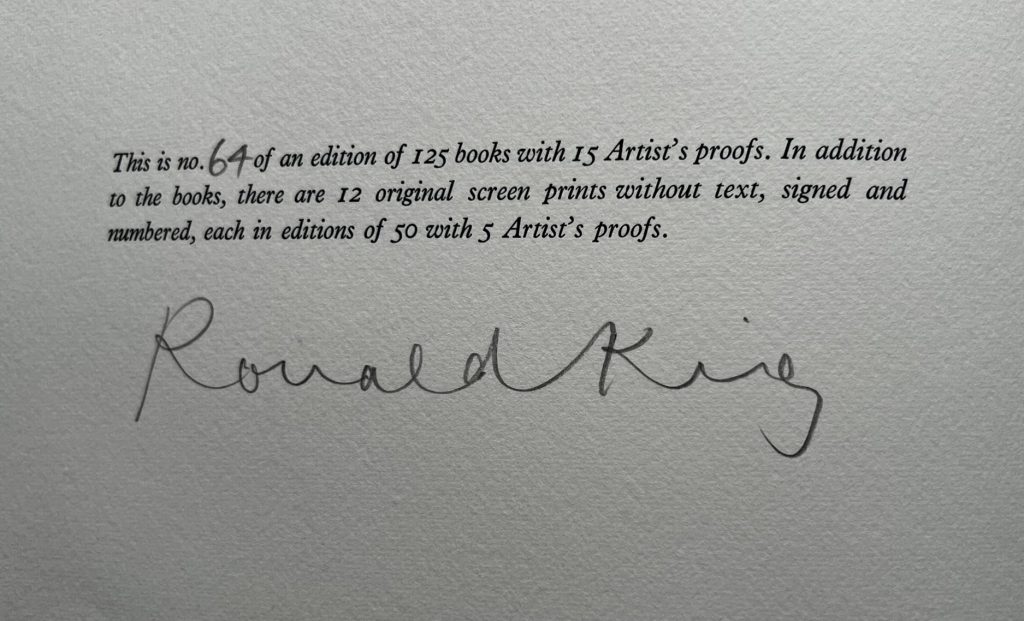 This is no. 64 of an edition of 125 books with 15 Artist's proofs. In addition
to the books, there are 12 original screen prints without text, signed and
numbered, each in editions of 50 with 5 Artist's proofs.
Ronald King